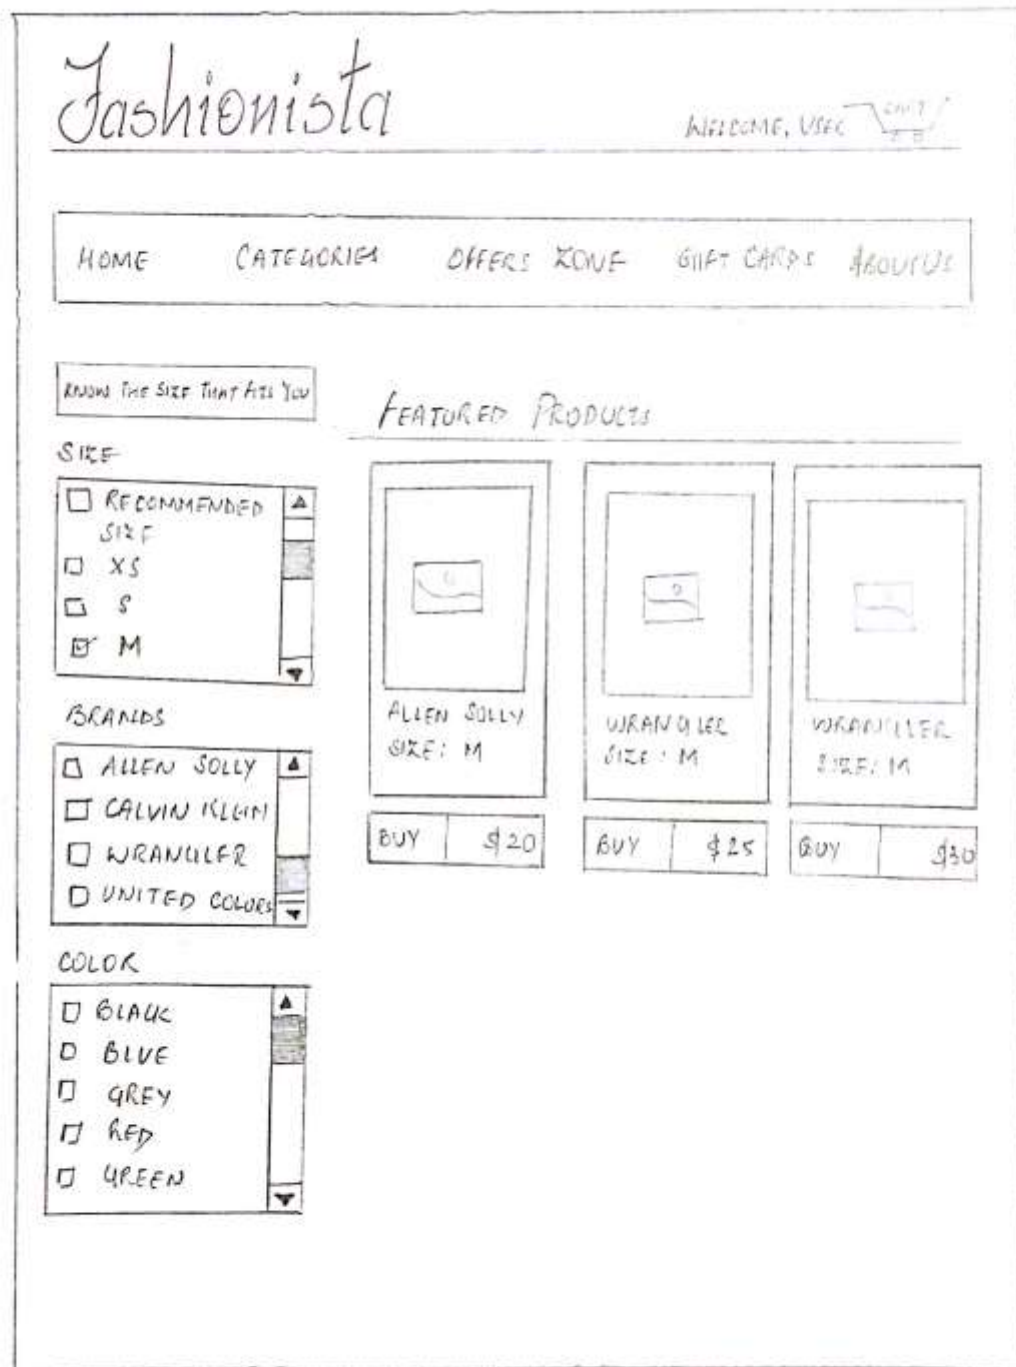 Fashionista
WELCOME, USER CART
HOME CATEGORIES OFFERS ZONE GIFT CARDS ABOUT US
KNOW THE SIZE THAT FITS YOU
SIZE
RECOMMENDED
SIZE
XS
S
M
BRANDS
ALLEN SOLLY
CALVIN KLEIN
WRANGLER
UNITED COLORS
COLOR
BLACK
BLUE
GREY
RED
GREEN
FEATURED PRODUCTS
ALLEN SOLLY
SIZE: M
BUY $20
WRANGLER
SIZE: M
BUY $25
WRANGLER
SIZE: M
BUY $30